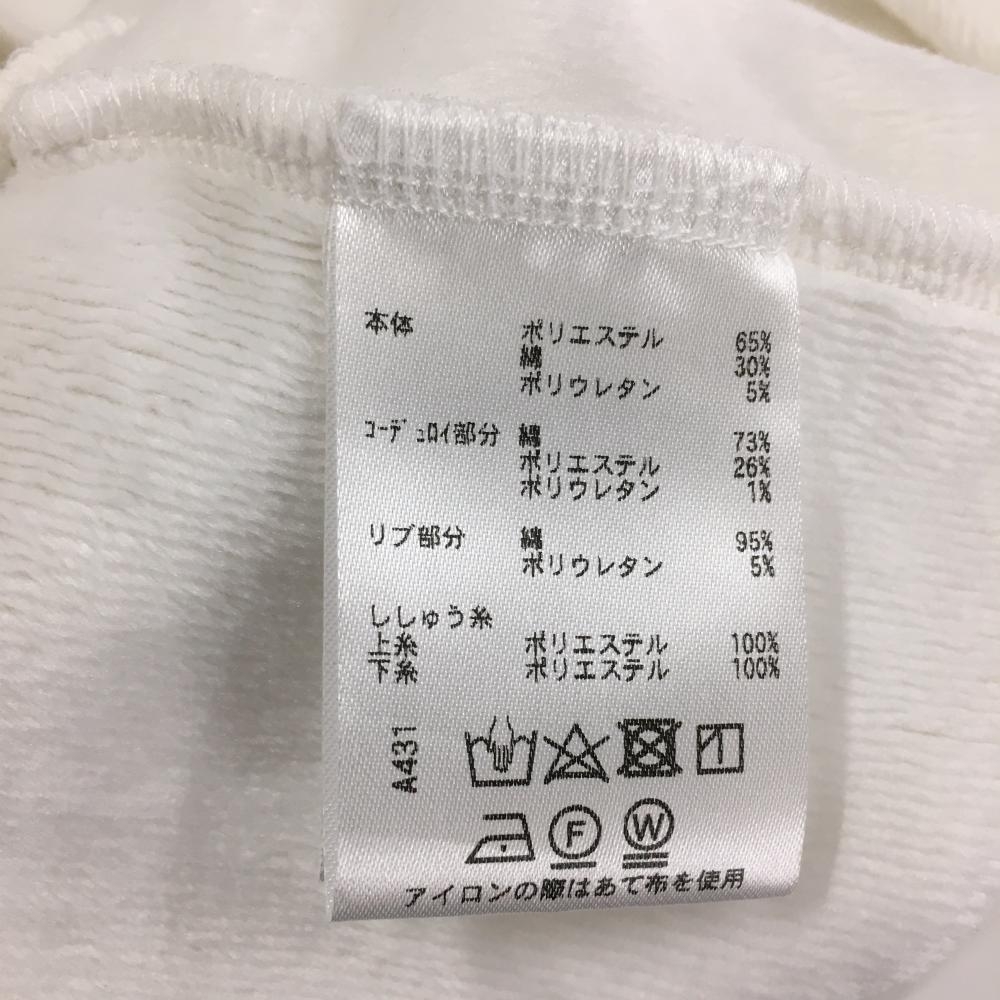 本体 ポリエステル 65%
綿 30%
ポリウレタン 5%
コーデュロイ部分 綿 73%
ポリエステル 26%
ポリウレタン 1%
リブ部分 綿 95%
ポリウレタン 5%
ししゅう糸
上糸 ポリエステル 100%
下糸 ポリエステル 100%
A431
F W
アイロンの際はあて布を使用